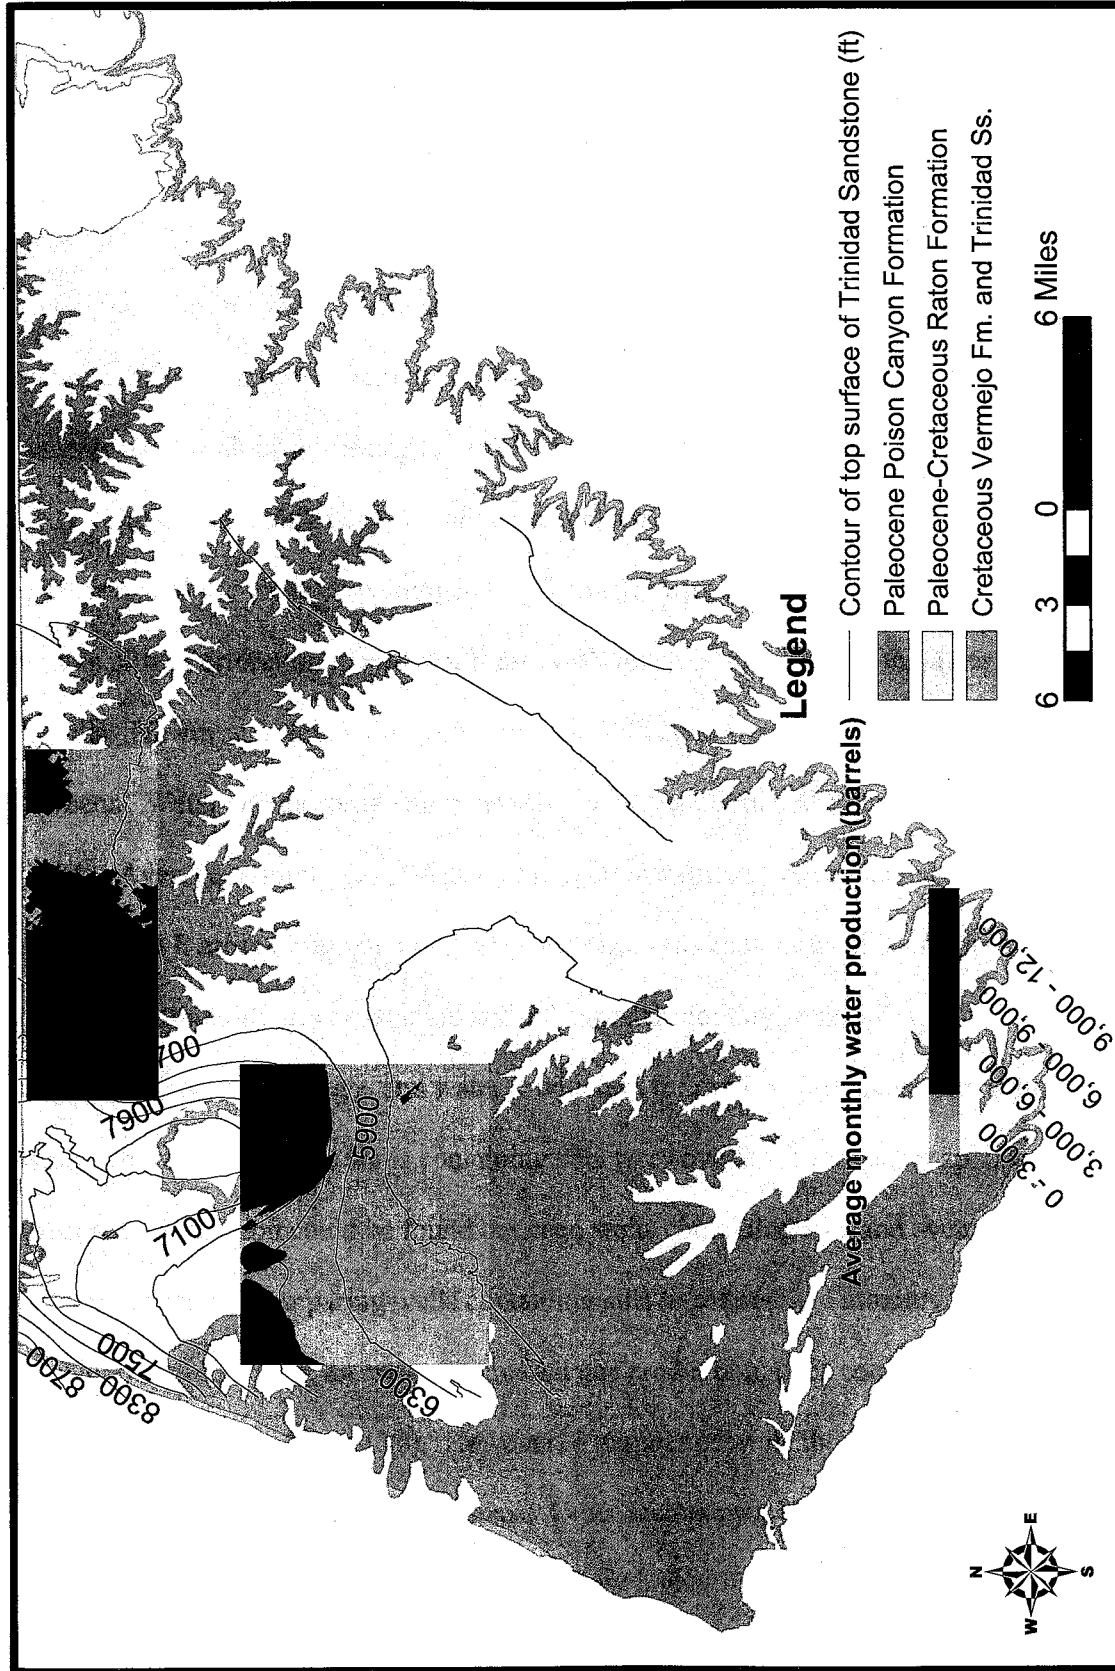 8700
8300
7500
7100
7900
700
6300
5900
Legend
Contour of top surface of Trinidad Sandstone (ft)
Paleocene Poison Canyon Formation
Paleocene-Cretaceous Raton Formation
Cretaceous Vermejo Fm. and Trinidad Ss.
Average monthly water production (barrels)
0 - 3,000
3,000 - 6,000
6,000 - 9,000
9,000 - 12,000
6 3 0 6 Miles
N
W E
S